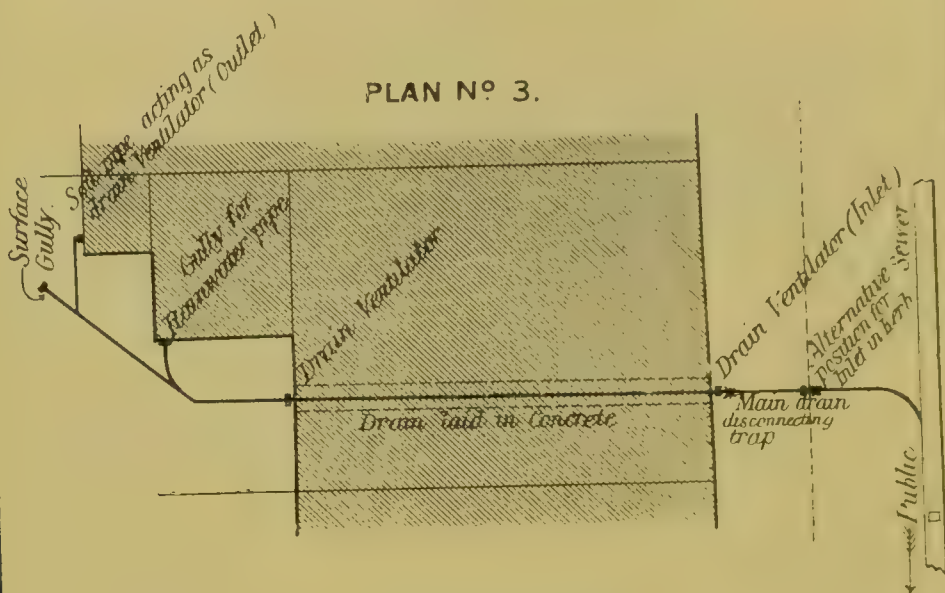 PLAN Nº 3.
Soil pipe acting as
drain Ventilator (Outlet)
Surface
Gully
Gully for
Rainwater pipe
Drain Ventilator
Drain laid in Concrete
Drain Ventilator (Inlet)
Main drain
disconnecting
trap
Alternative
position for
Inlet in kerb
Public Sewer